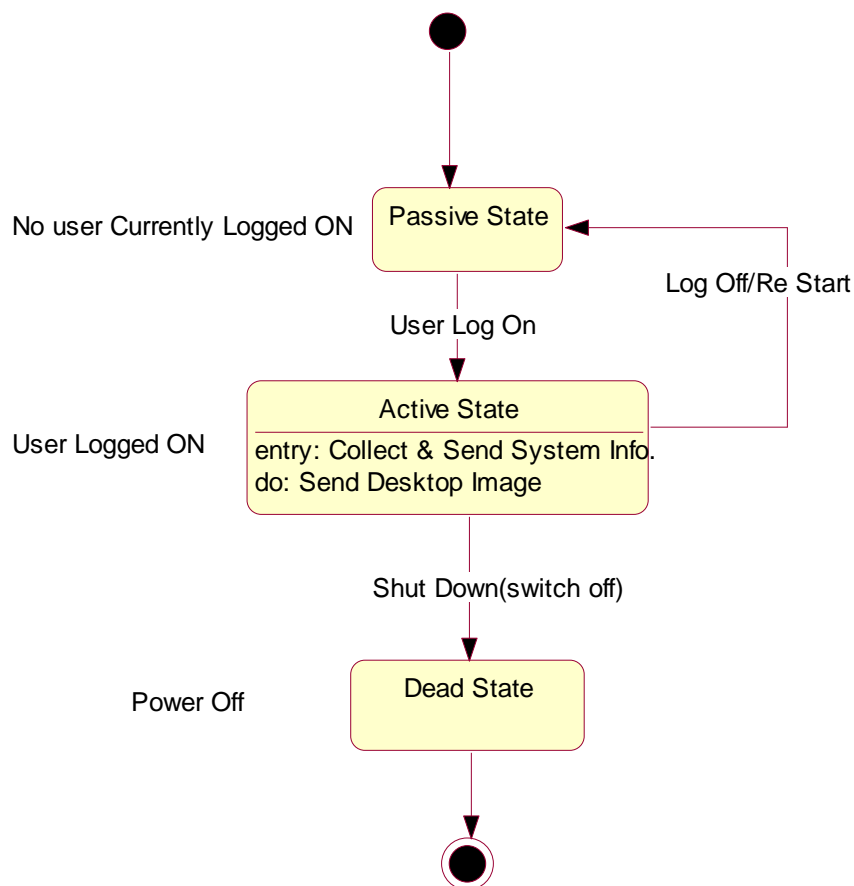 Passive State
No user Currently Logged ON
Log Off/Re Start
User Log On
Active State
User Logged ON
entry: Collect & Send System Info.
do: Send Desktop Image
Shut Down(switch off)
Dead State
Power Off